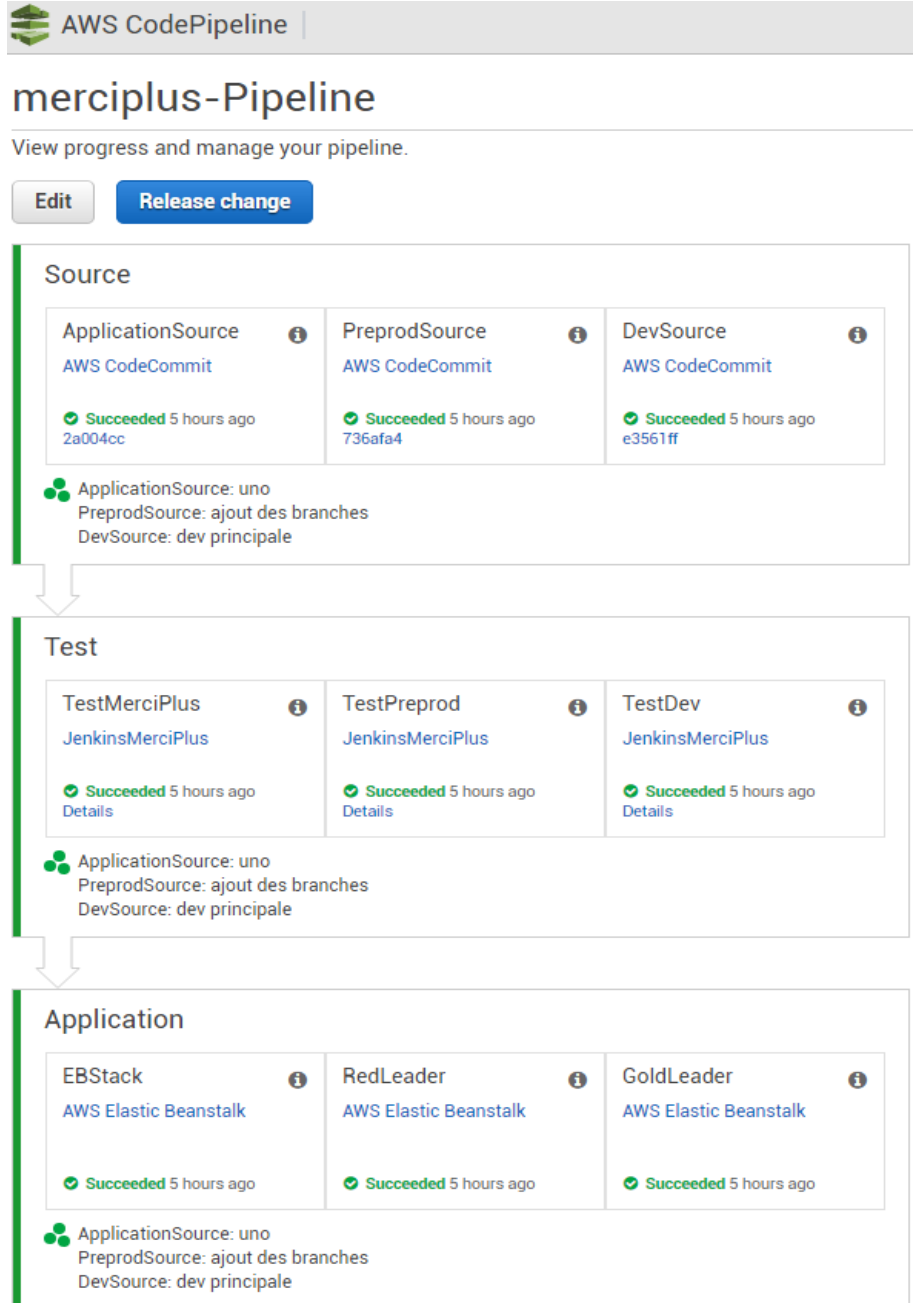 AWS CodePipeline
merciplus-Pipeline
View progress and manage your pipeline.
Edit Release change
Source
ApplicationSource PreprodSource DevSource
AWS CodeCommit AWS CodeCommit AWS CodeCommit
Succeeded 5 hours ago Succeeded 5 hours ago Succeeded 5 hours ago
2a004cc 736afa4 e3561ff
ApplicationSource: uno
PreprodSource: ajout des branches
DevSource: dev principale
Test
TestMerciPlus TestPreprod TestDev
JenkinsMerciPlus JenkinsMerciPlus JenkinsMerciPlus
Succeeded 5 hours ago Succeeded 5 hours ago Succeeded 5 hours ago
Details Details Details
ApplicationSource: uno
PreprodSource: ajout des branches
DevSource: dev principale
Application
EBStack RedLeader GoldLeader
AWS Elastic Beanstalk AWS Elastic Beanstalk AWS Elastic Beanstalk
Succeeded 5 hours ago Succeeded 5 hours ago Succeeded 5 hours ago
ApplicationSource: uno
PreprodSource: ajout des branches
DevSource: dev principale